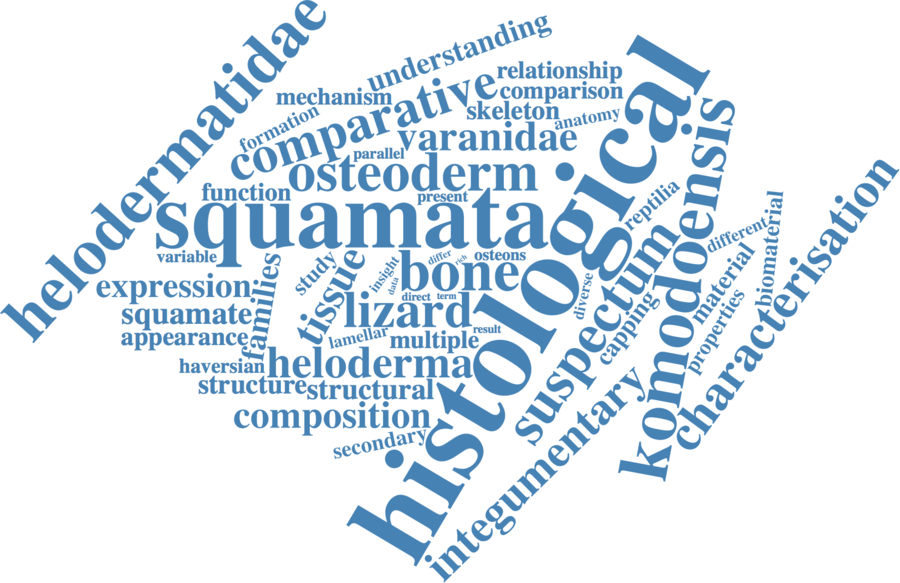 helodermatidae
understanding
relationship
mechanism
comparative
comparison
skeleton
formation
anatomy
varanidae
parallel
osteoderm
function
present
squamata
histological
komodoensis
reptilia
variable
families
study
tissue
insight
data
differ
rich
osteons
bone
different
biomaterial
characterisation
expression
direct
term
diverse
suspectum
material
squamate
lizard
capping
properties
appearance
lamellar
multiple
result
haversian
heloderma
structure
structural
composition
secondary
integumentary